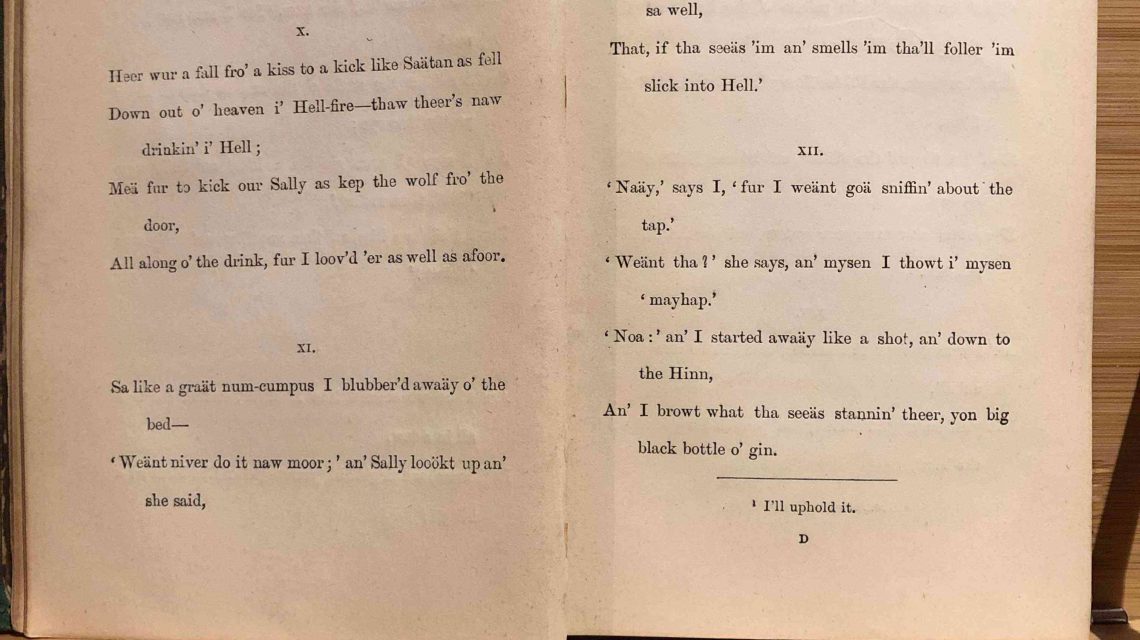 X.
Heer wur a fall fro' a kiss to a kick like Saätan as fell
Down out o' heaven i' Hell-fire—thaw theer's naw
drinkin' i' Hell;
Meä fur to kick our Sally as kep the wolf fro' the
door,
All along o' the drink, fur I loov'd 'er as well as afoor.
XI.
Sa like a graät num-cumpus I blubber'd awaäy o' the
bed—
'Weänt niver do it naw moor;' an' Sally looökt up an'
she said,
sa well,
That, if tha seeäs 'im an' smells 'im tha'll foller 'im
slick into Hell.'
XII.
'Naäy,' says I, 'fur I weänt goä sniffin' about the
tap.'
'Weänt tha?' she says, an' mysen I thowt i' mysen
'mayhap.'
'Noa:' an' I started awaäy like a shot, an' down to
the Hinn,
An' I browt what tha seeäs stannin' theer, yon big
black bottle o' gin.
¹ I'll uphold it.
D